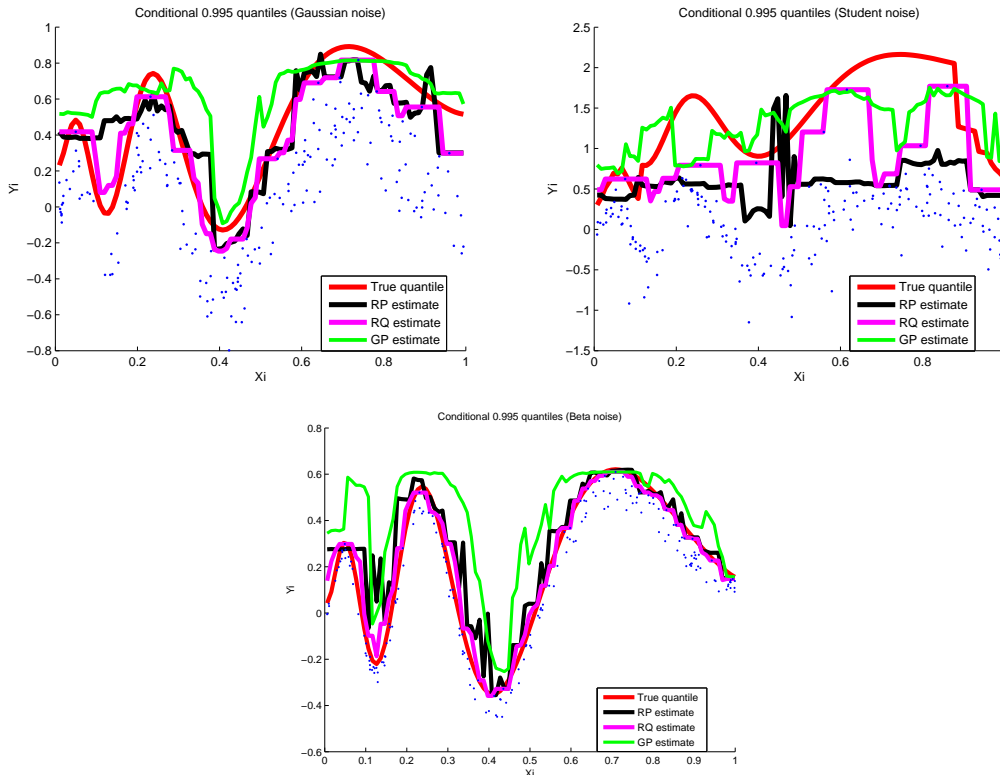 Conditional 0.995 quantiles (Gaussian noise)
1
0.8
0.6
0.4
0.2
0
−0.2
−0.4
−0.6
−0.8
Yi
0
0.2
0.4
0.6
0.8
1
Xi
True quantile
RP estimate
RQ estimate
GP estimate
Conditional 0.995 quantiles (Student noise)
2.5
2
1.5
1
0.5
0
−0.5
−1
−1.5
Yi
0
0.2
0.4
0.6
0.8
Xi
True quantile
RP estimate
RQ estimate
GP estimate
Conditional 0.995 quantiles (Beta noise)
0.8
0.6
0.4
0.2
0
−0.2
−0.4
−0.6
Yi
0
0.1
0.2
0.3
0.4
0.5
0.6
0.7
0.8
0.9
1
Xi
True quantile
RP estimate
RQ estimate
GP estimate